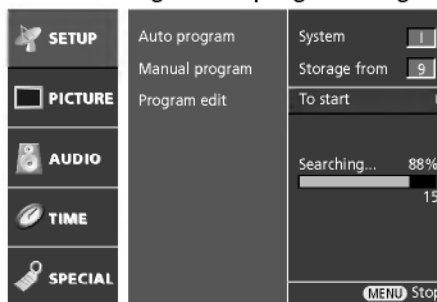 SETUP
PICTURE
AUDIO
TIME
SPECIAL
Auto program
Manual program
Program edit
System I
Storage from 9
To start
Searching... 88%
15
MENU Stop